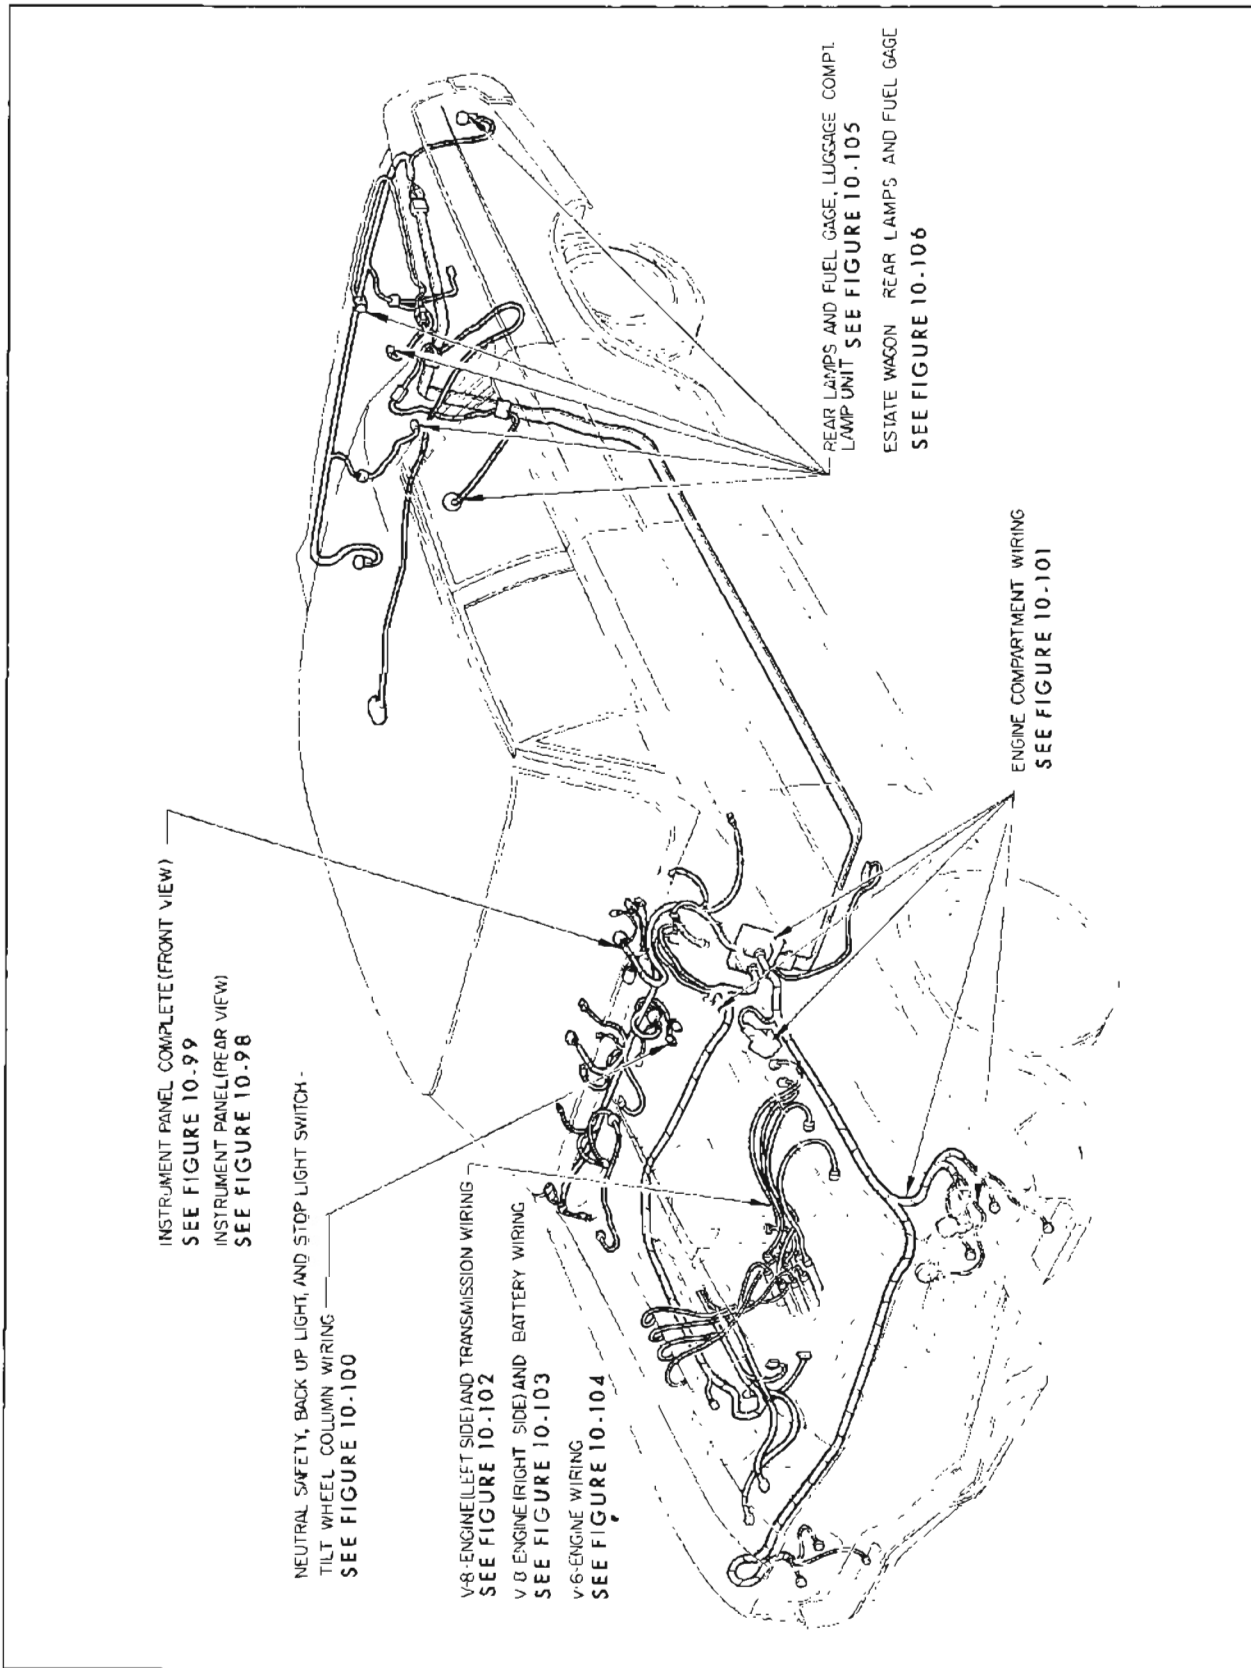 INSTRUMENT PANEL COMPLETE(FRONT VIEW)
SEE FIGURE 10-99
INSTRUMENT PANEL(REAR VIEW)
SEE FIGURE 10-98
NEUTRAL SAFETY, BACK UP LIGHT, AND STOP LIGHT SWITCH-
TILT WHEEL COLUMN WIRING
SEE FIGURE 10-100
V-8-ENGINE(LEFT SIDE)AND TRANSMISSION WIRING
SEE FIGURE 10-102
V 8 ENGINE(RIGHT SIDE)AND BATTERY WIRING
SEE FIGURE 10-103
V-6-ENGINE WIRING
SEE FIGURE 10-104
REAR LAMPS AND FUEL GAGE, LUGGAGE COMPT.
LAMP UNIT SEE FIGURE 10-105
ESTATE WAGON REAR LAMPS AND FUEL GAGE
SEE FIGURE 10-106
ENGINE COMPARTMENT WIRING
SEE FIGURE 10-101